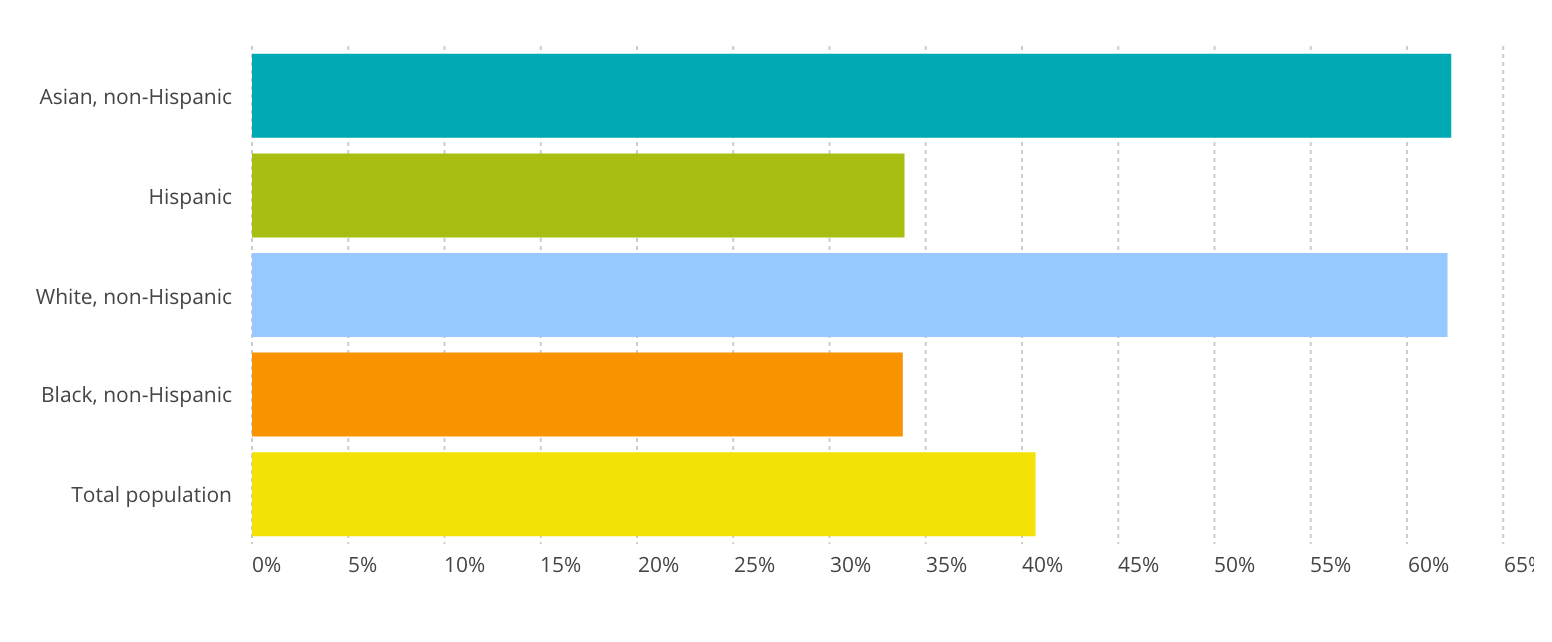 Asian, non-Hispanic
Hispanic
White, non-Hispanic
Black, non-Hispanic
Total population
0% 5% 10% 15% 20% 25% 30% 35% 40% 45% 50% 55% 60% 65%